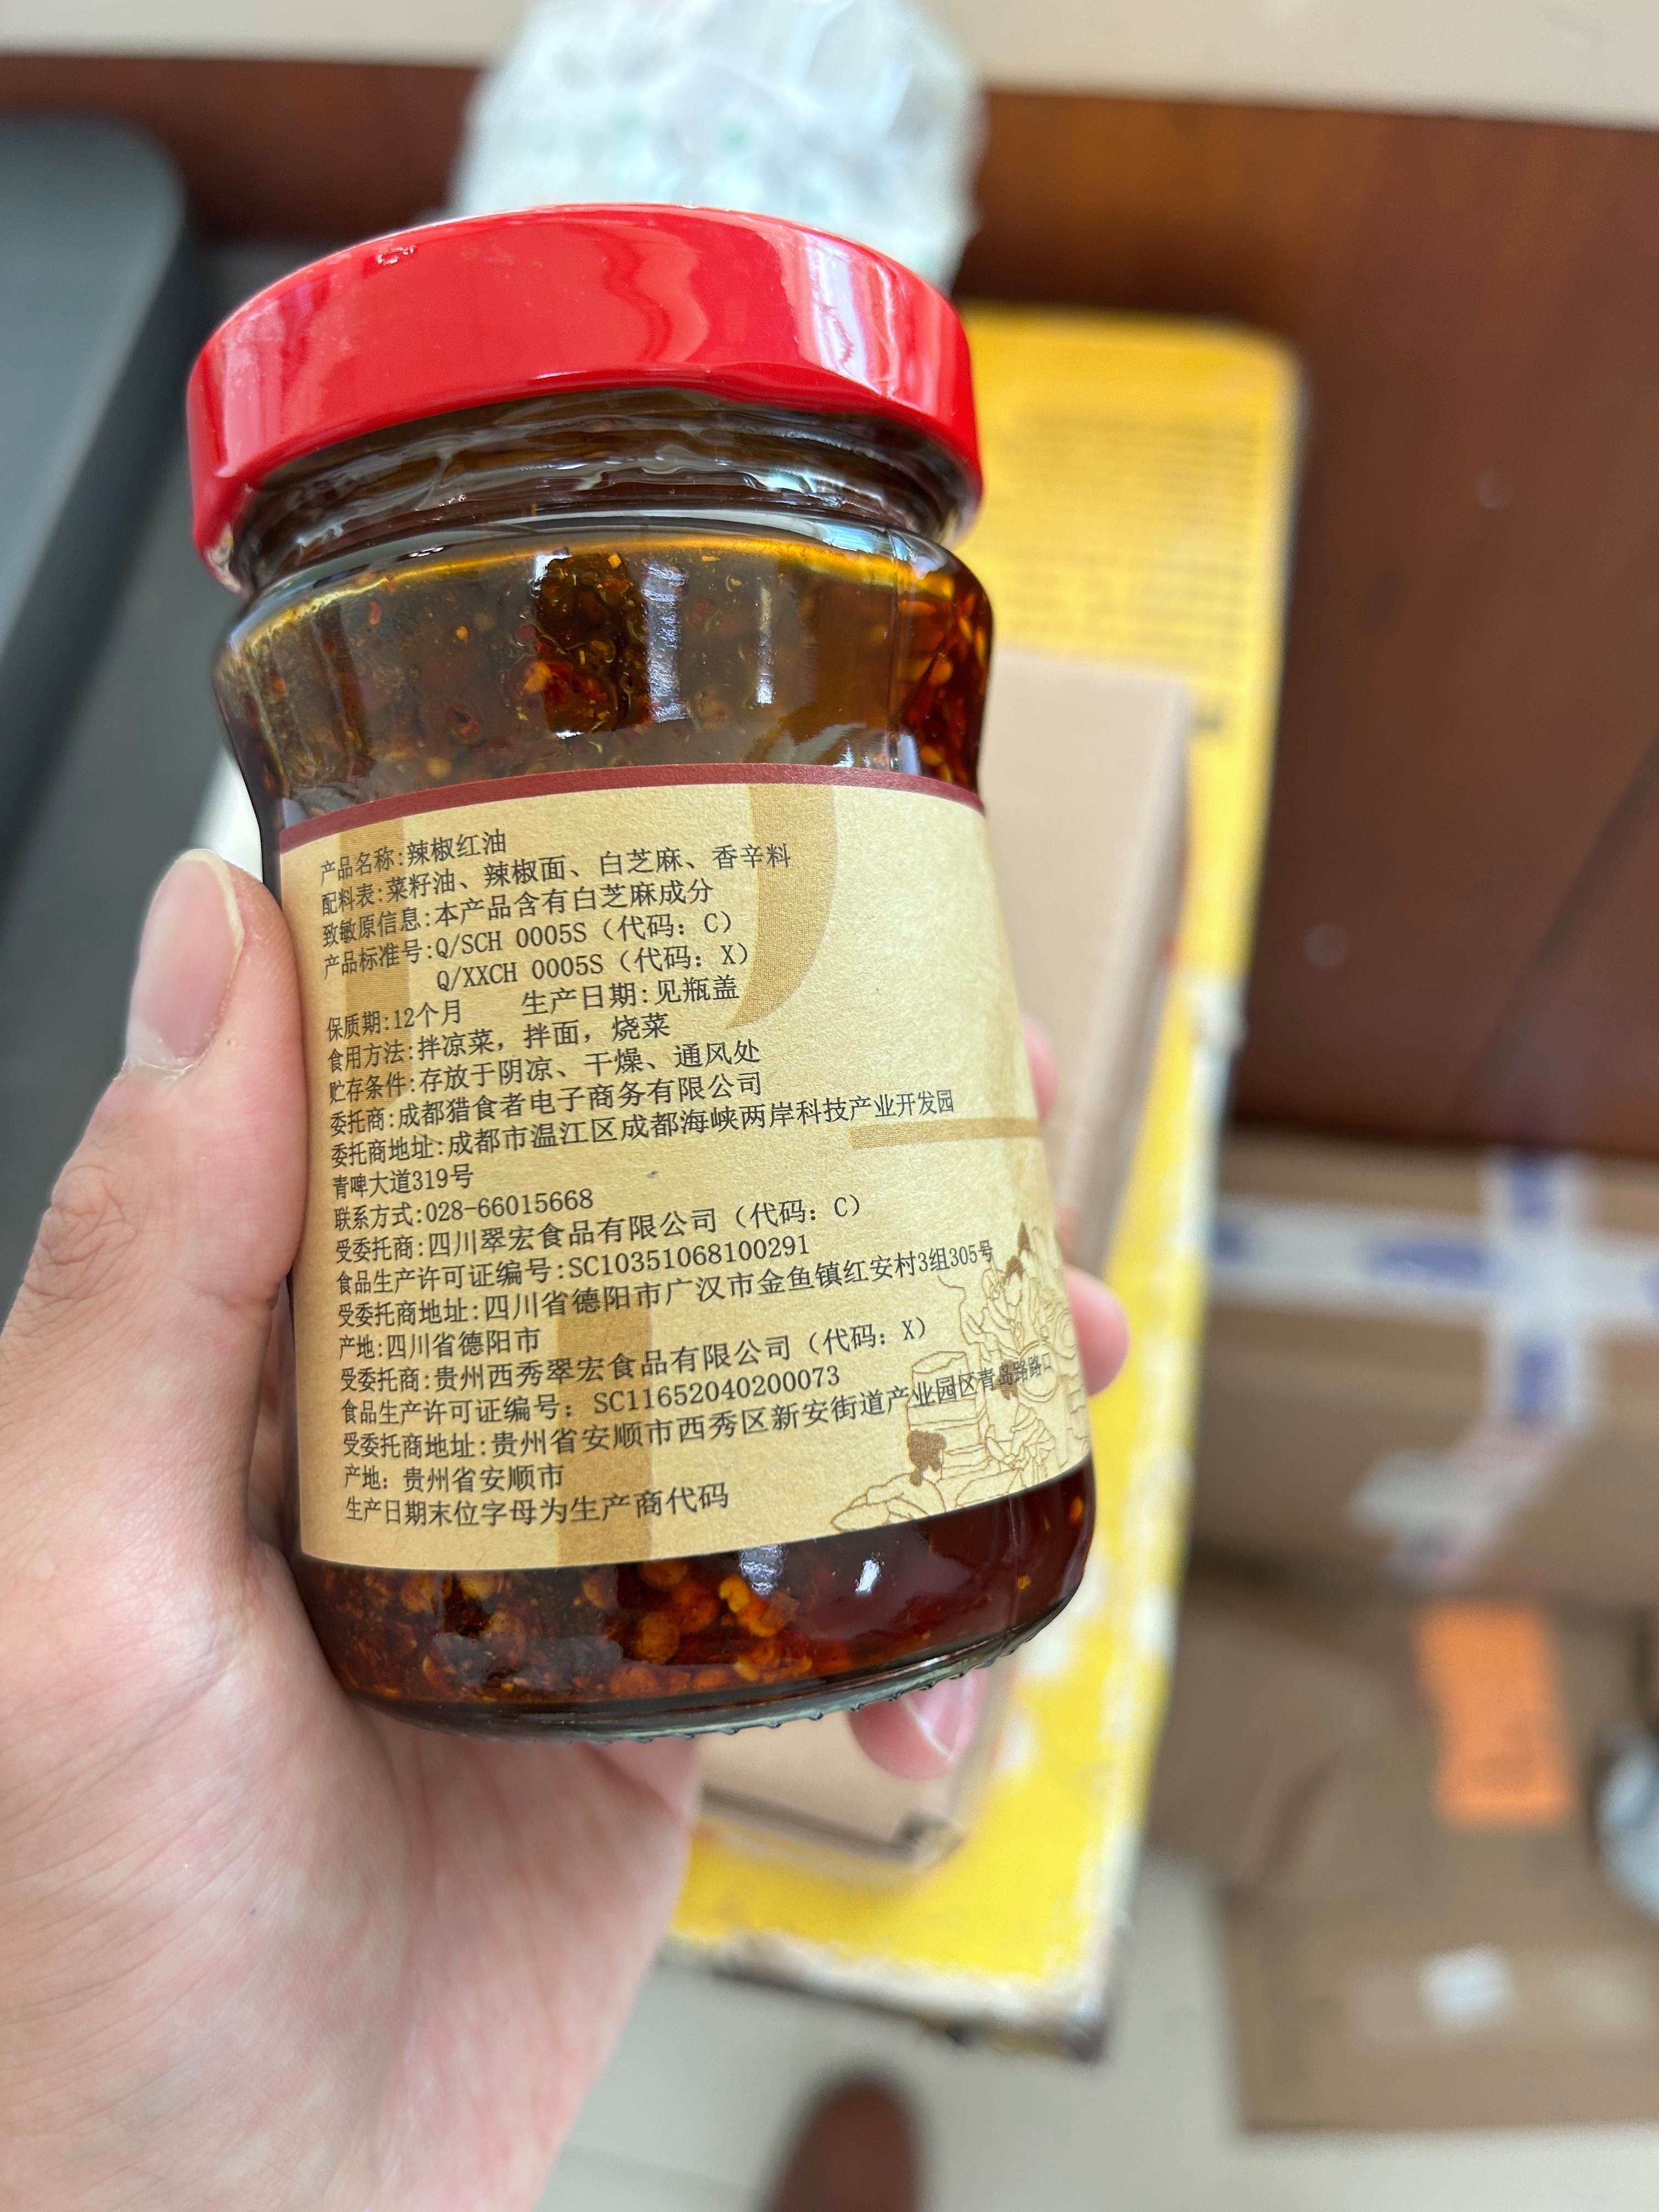 产品名称:辣椒红油
配料表:菜籽油、辣椒面、白芝麻、香辛料
致敏原信息:本产品含有白芝麻成分
产品标准号:Q/SCH 0005S（代码: C）
Q/XXCH 0005S（代码: X）
保质期:12个月 生产日期:见瓶盖
食用方法:拌凉菜，拌面，烧菜
贮存条件:存放于阴凉、干燥、通风处
委托商:成都猎食者电子商务有限公司
委托商地址:成都市温江区成都海峡两岸科技产业开发园
青啤大道319号
联系方式:028-66015668
受委托商:四川翠宏食品有限公司（代码: C）
食品生产许可证编号:SC10351068100291
受委托商地址:四川省德阳市广汉市金鱼镇红安村3组305号
产地:四川省德阳市
受委托商:贵州西秀翠宏食品有限公司（代码: X）
食品生产许可证编号: SC11652040200073
受委托商地址:贵州省安顺市西秀区新安街道产业园区青岛路路口
产地: 贵州省安顺市
生产日期末位字母为生产商代码